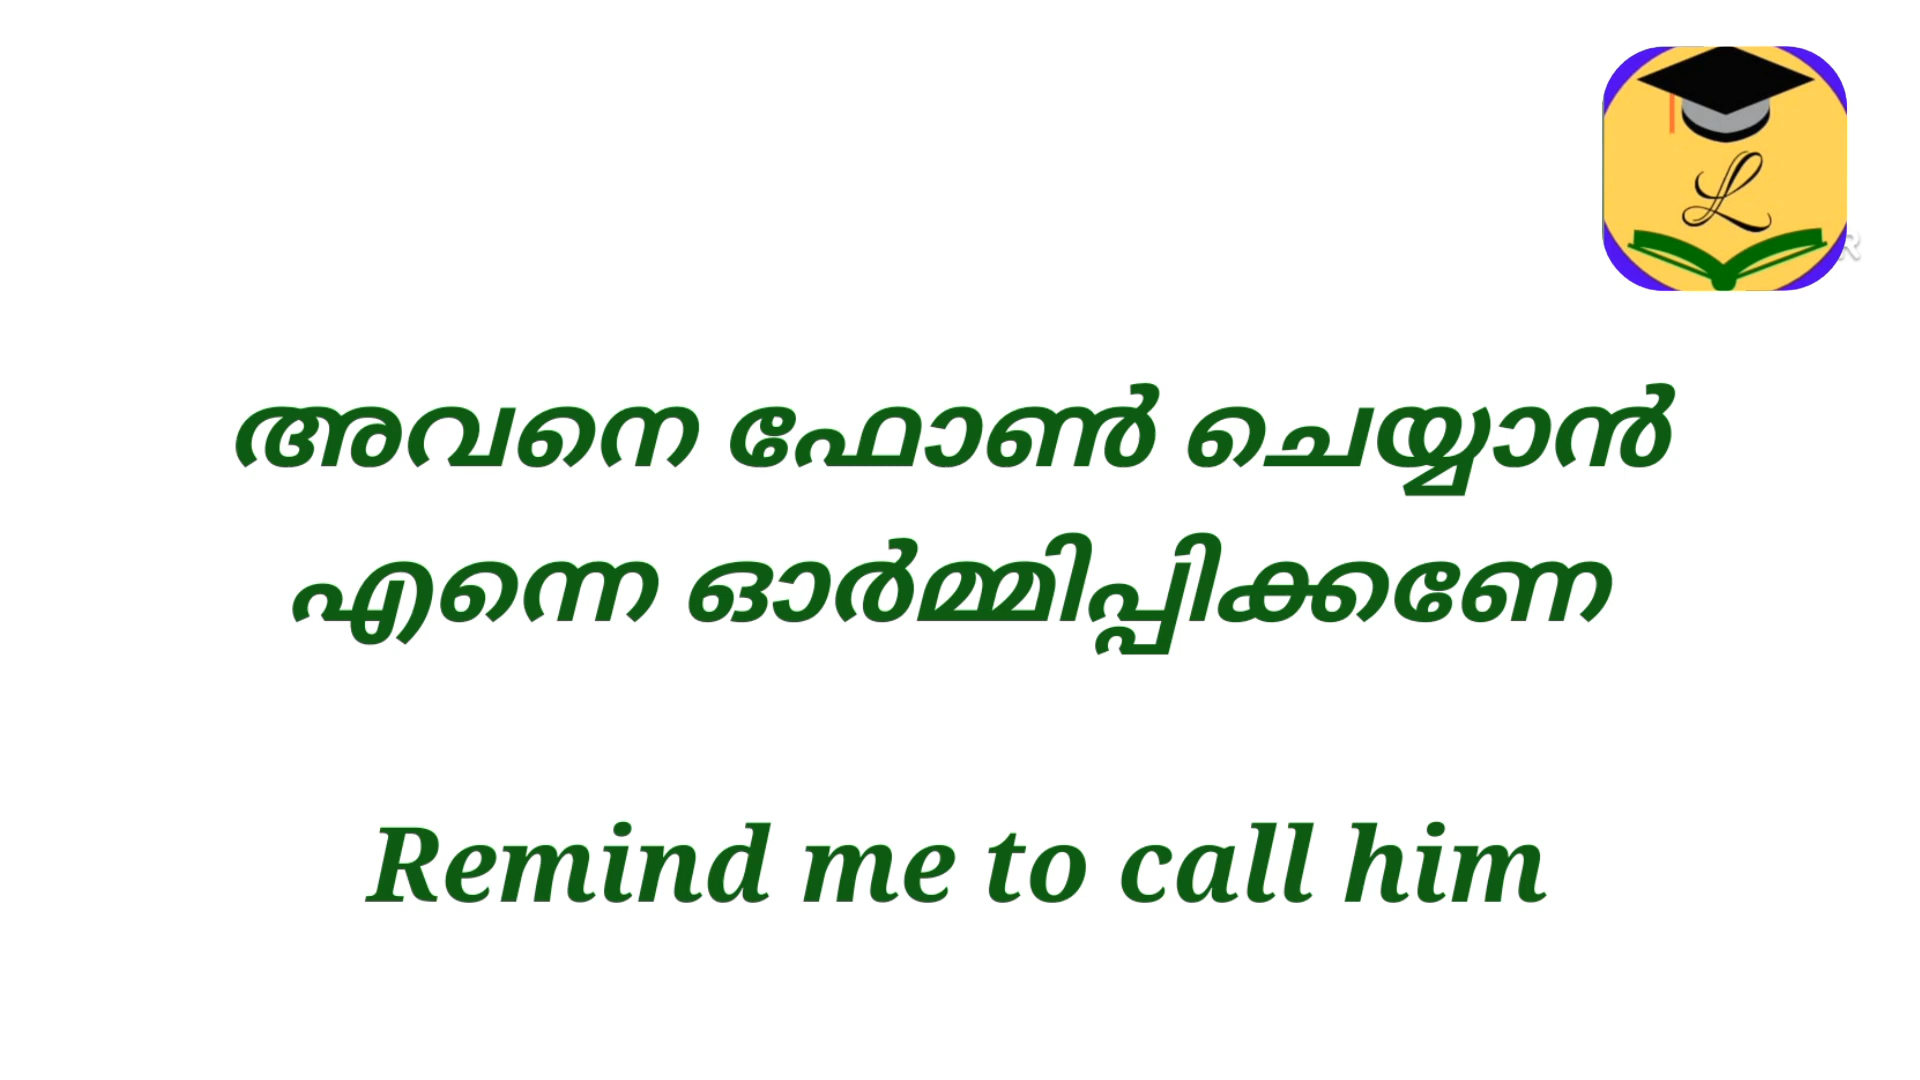 L
R
അവനെ ഫോൺ ചെയ്യാൻ
എന്നെ ഓർമ്മിപ്പിക്കണേ
Remind me to call him